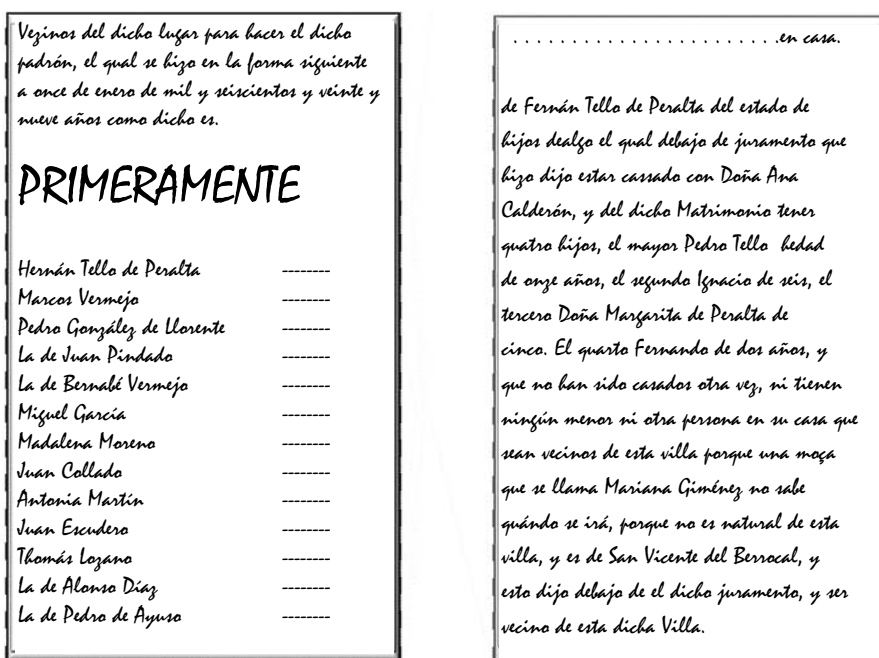 Vezinos del dicho lugar para hacer el dicho
padrón, el qual se hizo en la forma siguiente
a once de enero de mil y seiscientos y veinte y
nueve años como dicho es.
PRIMERAMENTE
Hernán Tello de Peralta --------
Marcos Vermejo --------
Pedro González de Llorente --------
La de Juan Pindado --------
La de Bernabé Vermejo --------
Miguel García --------
Madalena Moreno --------
Juan Collado --------
Antonia Martín --------
Juan Escudero --------
Thomás Lozano --------
La de Alonso Díaz --------
La de Pedro de Ayuso --------
. . . . . . . . . . . . . . . . . . . . . . .en casa.
de Fernán Tello de Peralta del estado de
hijos dealgo el qual debajo de juramento que
hizo dijo estar cassado con Doña Ana
Calderón, y del dicho Matrimonio tener
quatro hijos, el mayor Pedro Tello hedad
de onze años, el segundo Ignacio de seis, el
tercero Doña Margarita de Peralta de
cinco. El quarto Fernando de dos años, y
que no han sido casados otra vez, ni tienen
ningún menor ni otra persona en su casa que
sean vecinos de esta villa porque una moça
que se llama Mariana Giménez no sabe
quándo se irá, porque no es natural de esta
villa, y es de San Vicente del Berrocal, y
esto dijo debajo de el dicho juramento, y ser
vecino de esta dicha Villa.